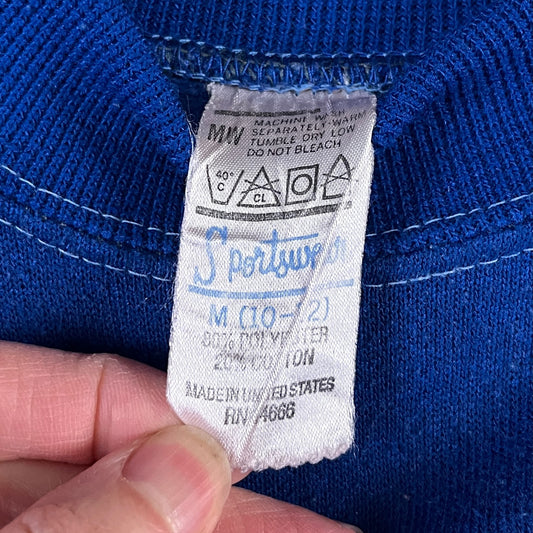 MW
MACHINE WASH
SEPARATELY-WARM
TUMBLE DRY LOW
DO NOT BLEACH
40°
C
CL
Sportswear
M (10-12)
80% POLYESTER
20% COTTON
MADE IN UNITED STATES
RN 4666